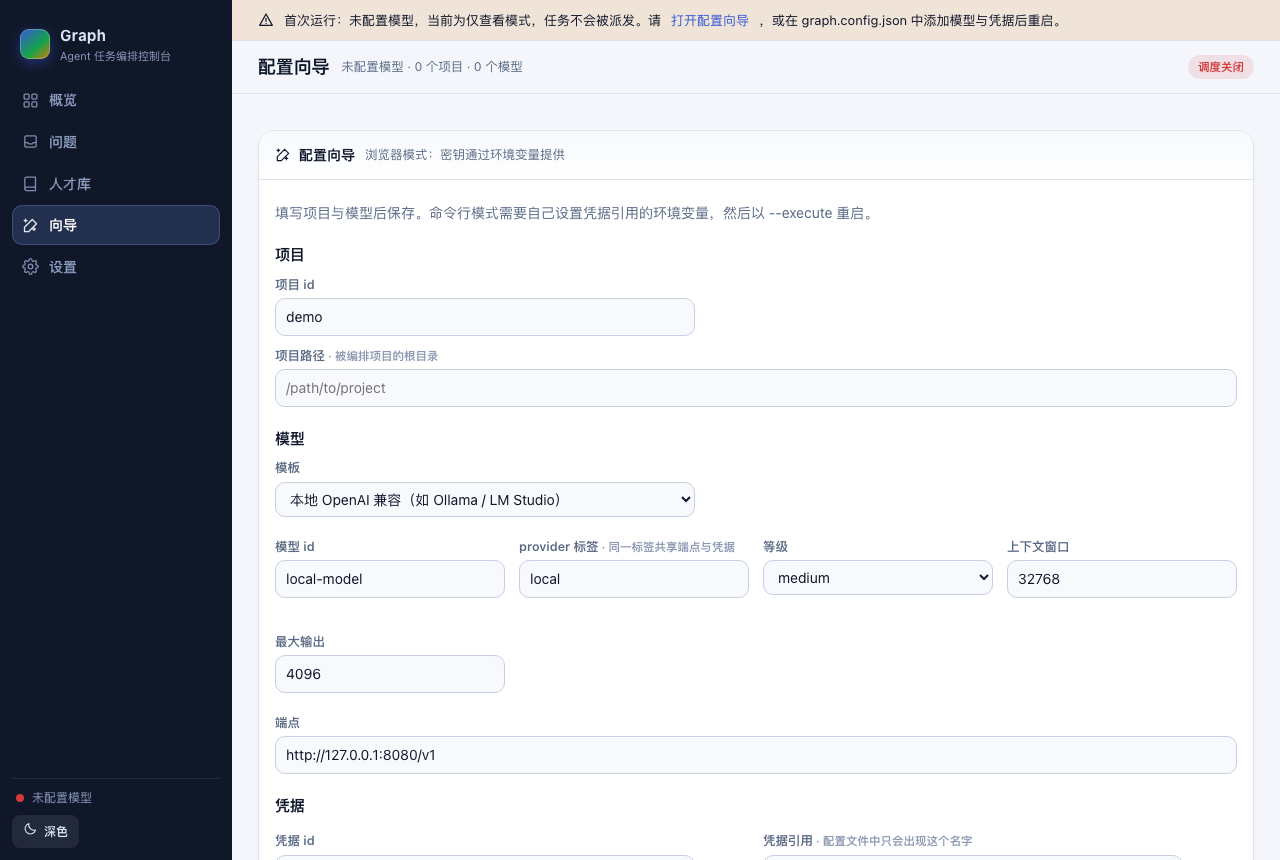 首次运行：未配置模型，当前为仅查看模式，任务不会被派发。请 打开配置向导 ，或在 graph.config.json 中添加模型与凭据后重启。
Graph
Agent 任务编排控制台
概览
问题
人才库
向导
设置
未配置模型
深色
配置向导 未配置模型 · 0 个项目 · 0 个模型
调度关闭
配置向导 浏览器模式：密钥通过环境变量提供
填写项目与模型后保存。命令行模式需要自己设置凭据引用的环境变量，然后以 --execute 重启。
项目
项目 id
demo
项目路径 · 被编排项目的根目录
/path/to/project
模型
模板
本地 OpenAI 兼容（如 Ollama / LM Studio）
模型 id provider 标签 · 同一标签共享端点与凭据 等级 上下文窗口
local-model local medium 32768
最大输出
4096
端点
http://127.0.0.1:8080/v1
凭据
凭据 id 凭据引用 · 配置文件中只会出现这个名字